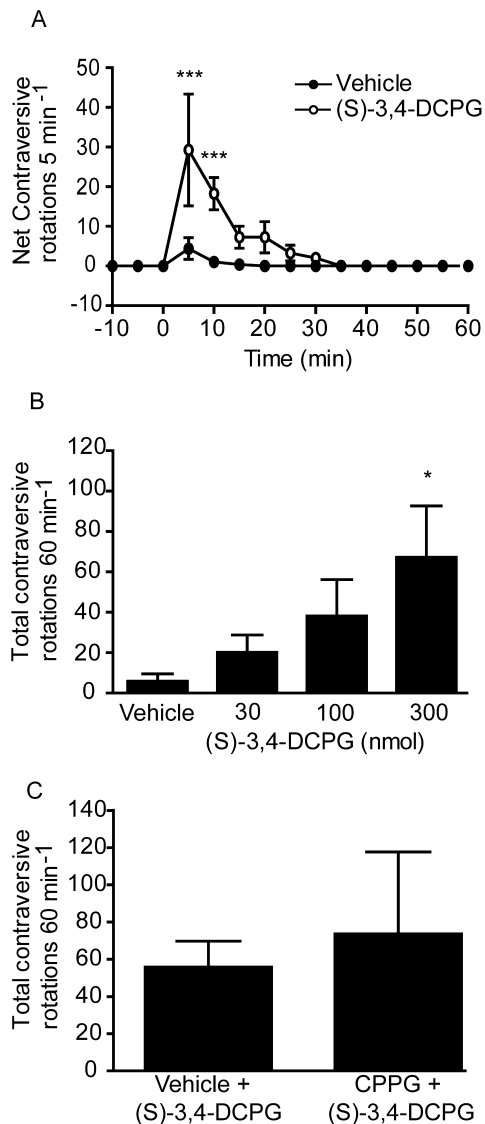 A
Net Contraversive
rotations 5 min-1
50
40
30
20
10
0
-10
***
***
Vehicle
(S)-3,4-DCPG
-10 0 10 20 30 40 50 60
Time (min)
B
Total contraversive
rotations 60 min-1
120
100
80
60
40
20
0
*
Vehicle 30 100 300
(S)-3,4-DCPG (nmol)
C
Total contraversive
rotations 60 min-1
140
120
100
80
60
40
20
0
Vehicle + CPPG +
(S)-3,4-DCPG (S)-3,4-DCPG